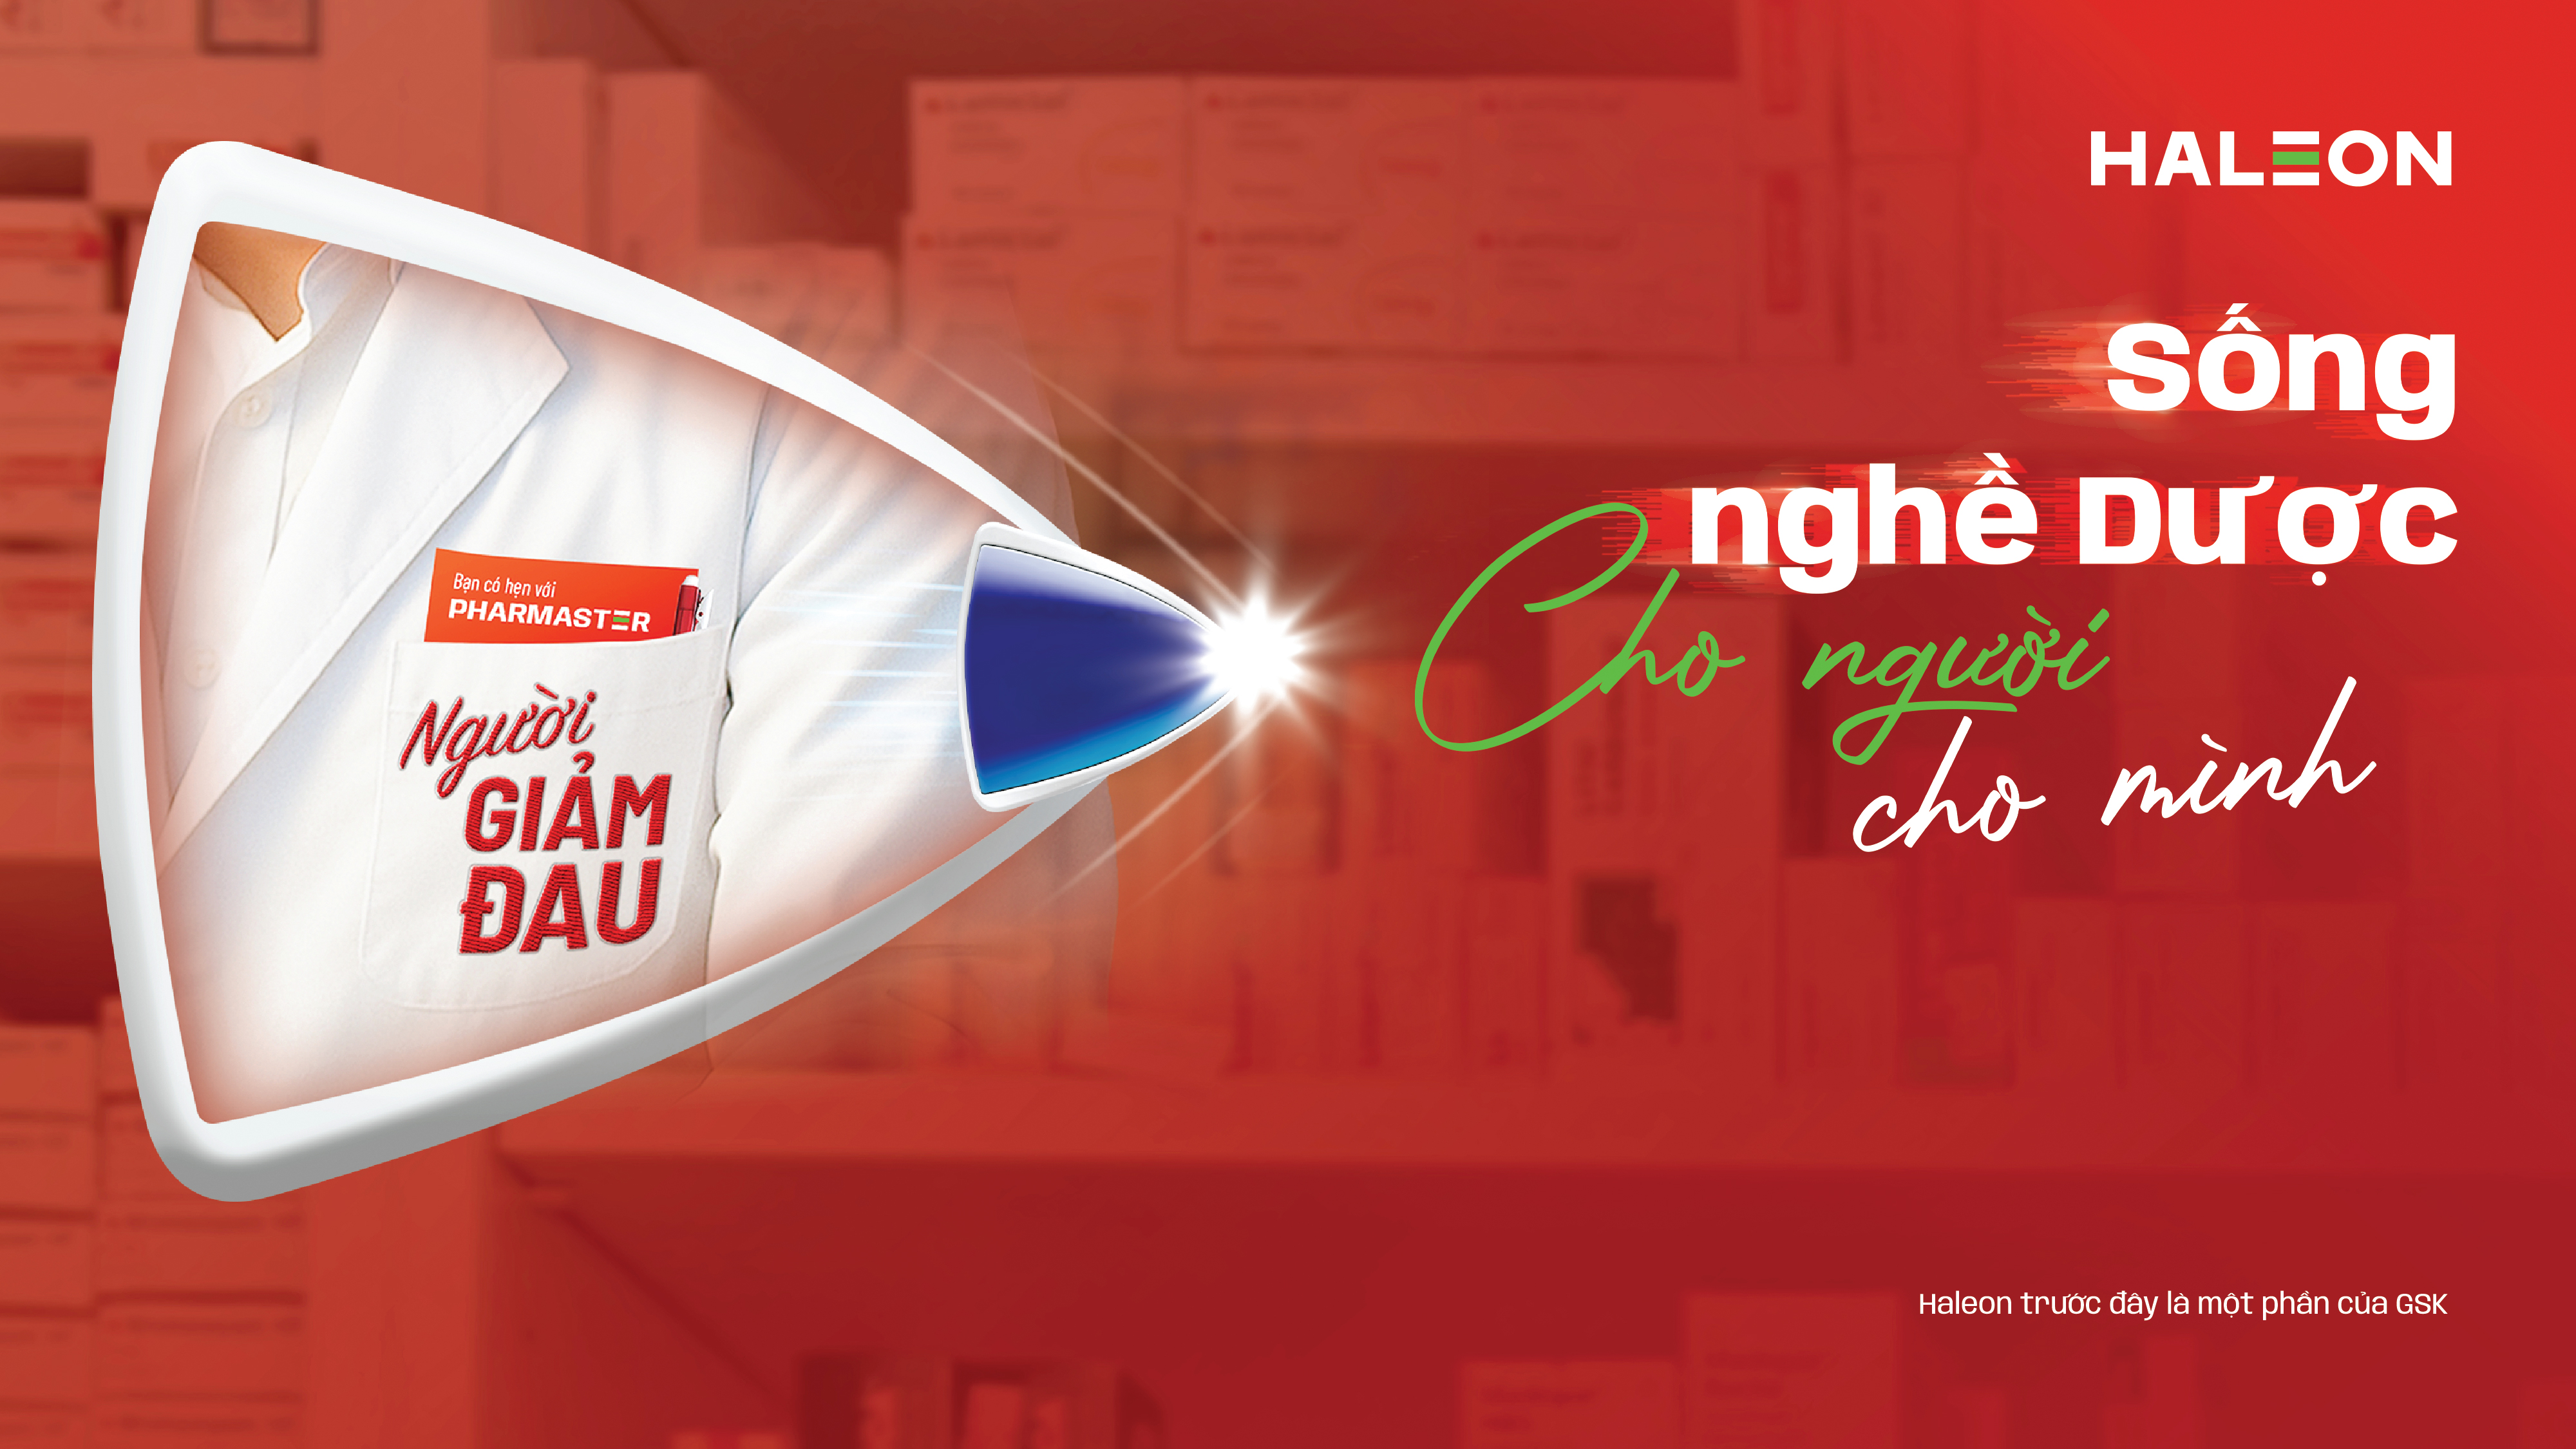 HALEON
Sống
nghề Dược
Cho người
cho mình
Bạn có hẹn với
PHARMASTER
Người
GIẢM
ĐAU
Haleon trước đây là một phần của GSK